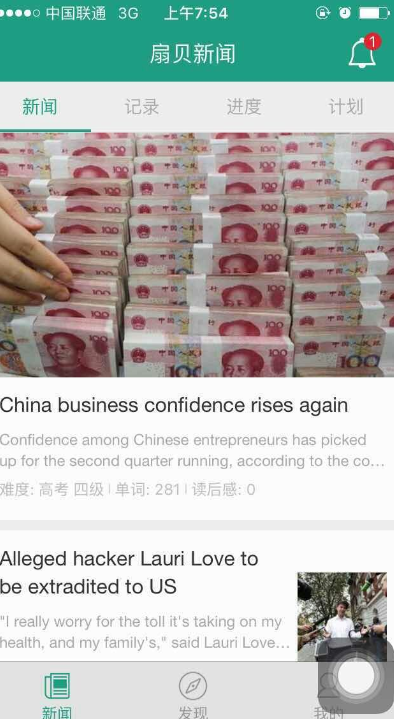 中国联通 3G 上午7:54
扇贝新闻
1
新闻 记录 进度 计划
China business confidence rises again
Confidence among Chinese entrepreneurs has picked
up for the second quarter running, according to the co...
难度: 高考 四级 | 单词: 281 | 读后感: 0
Alleged hacker Lauri Love to
be extradited to US
"I really worry for the toll it's taking on my
health, and my family's," said Lauri Love...
新闻 发现 我的